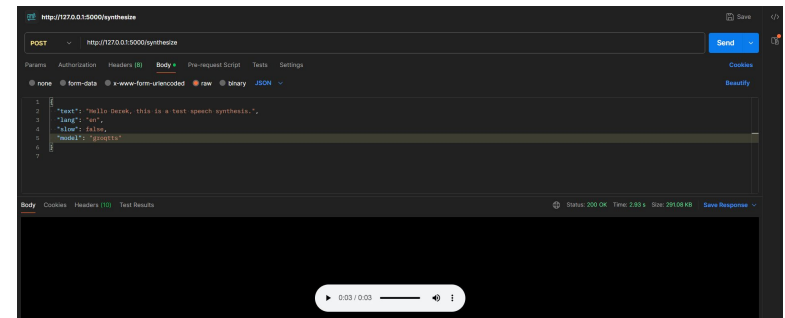 http://127.0.0.1:5000/synthesize
Save
POST
http://127.0.0.1:5000/synthesize
Send
Params Authorization Headers (8) Body Pre-request Script Tests Settings
Cookies
none form-data x-www-form-urlencoded raw binary JSON
Beautify
1 {
2 "text": "Hello Derek, this is a test speech synthesis.",
3 "lang": "en",
4 "slow": false,
5 "model":
6 }
7
Body Cookies Headers (10) Test Results
Status: 200 OK Time: 2.93 s Size: 291.09 KB Save Response
0:03 / 0:03